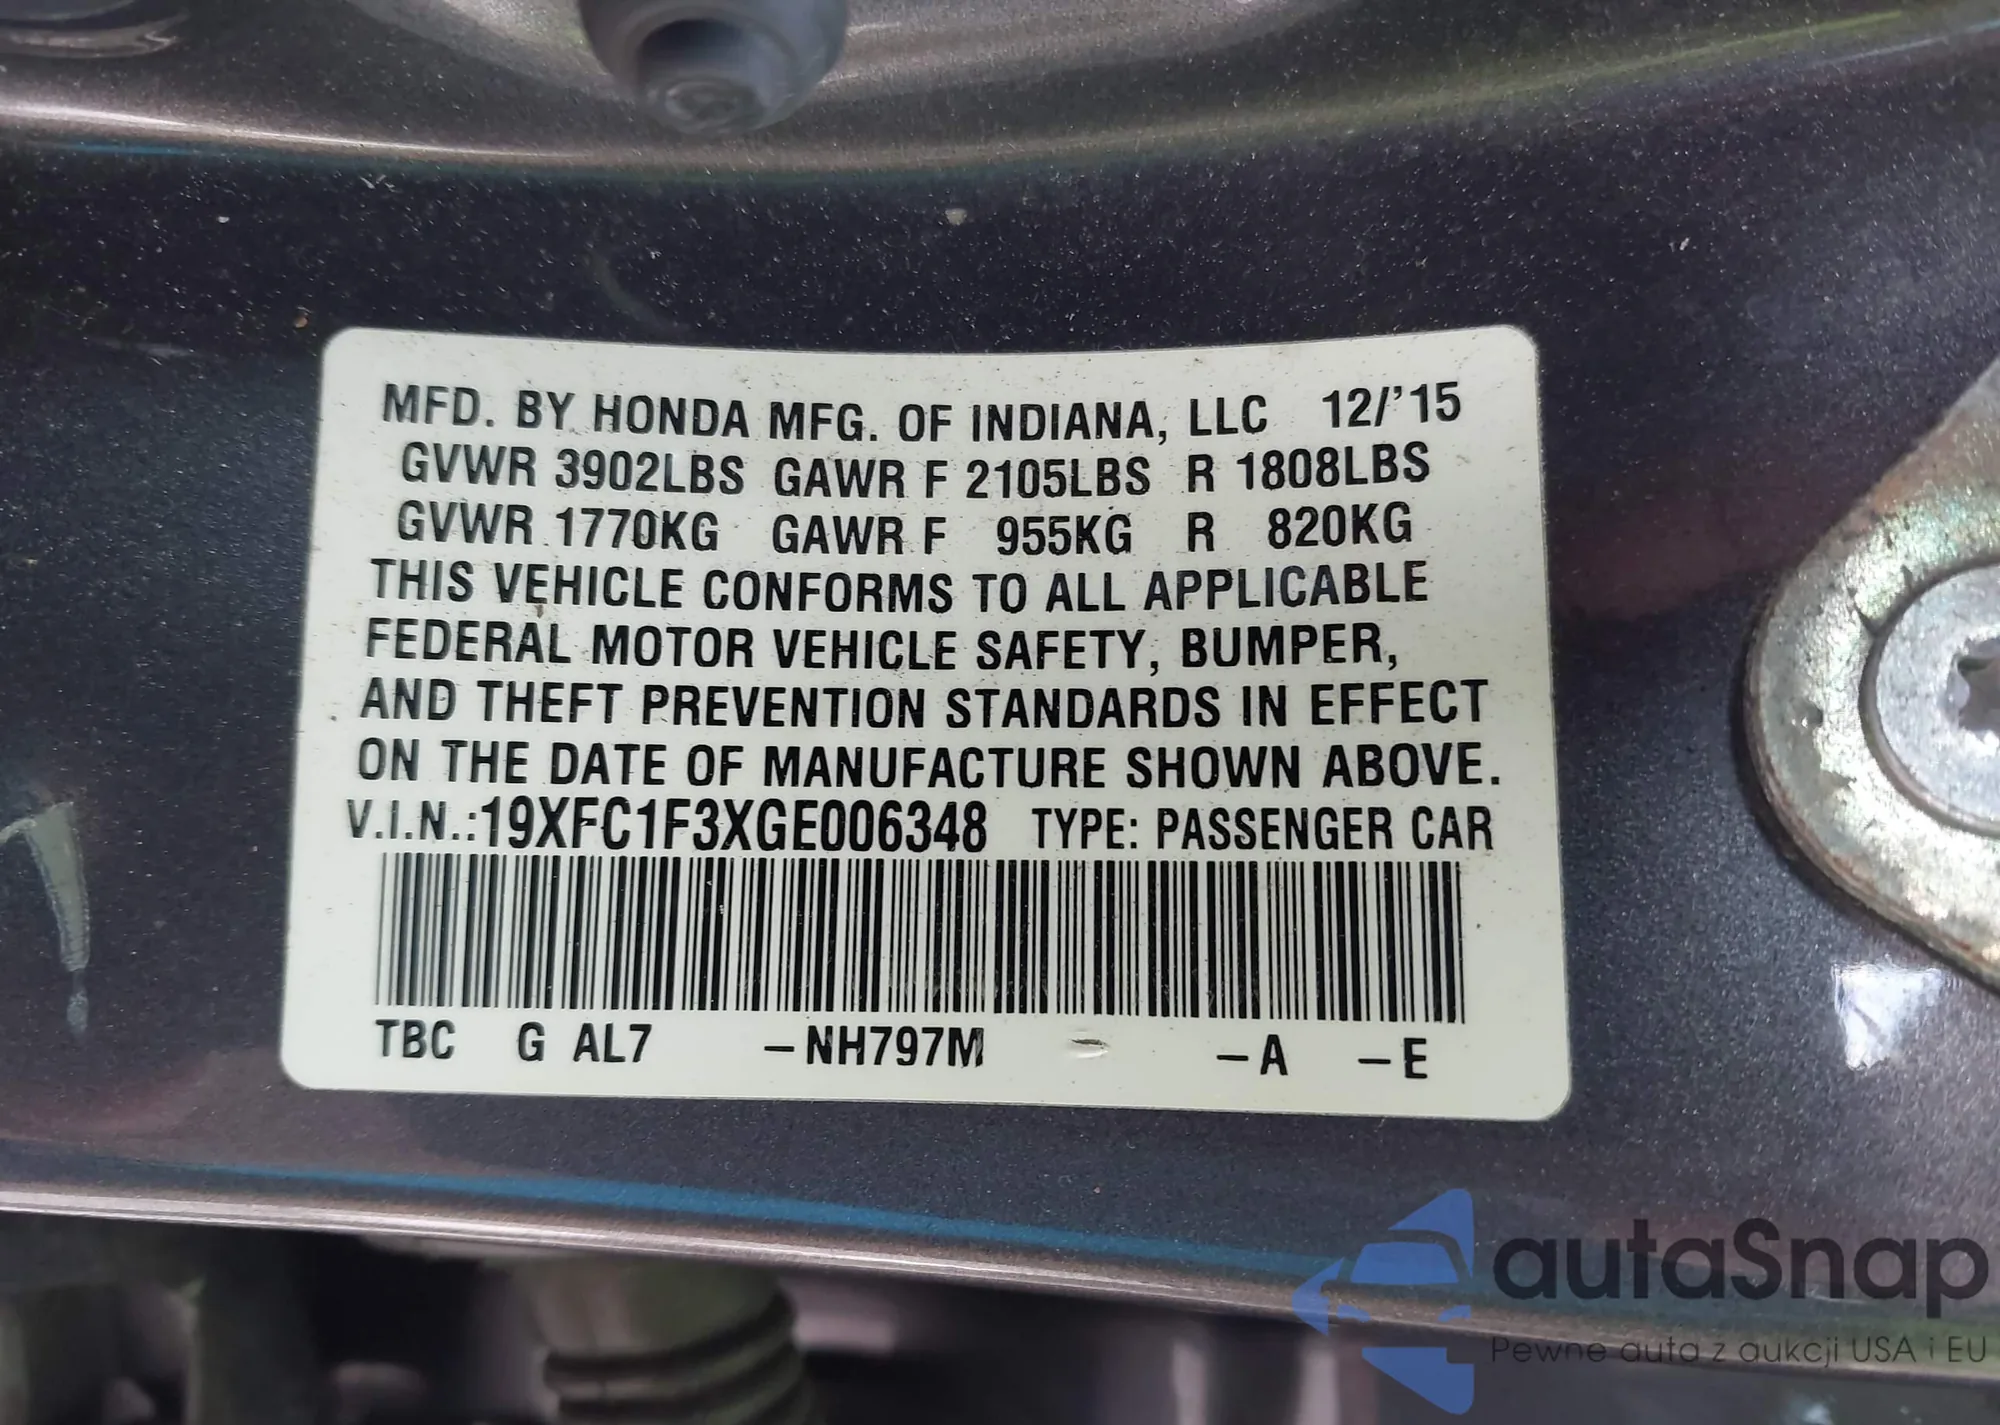 MFD. BY HONDA MFG. OF INDIANA, LLC 12/'15
GVWR 3902LBS GAWR F 2105LBS R 1808LBS
GVWR 1770KG GAWR F 955KG R 820KG
THIS VEHICLE CONFORMS TO ALL APPLICABLE
FEDERAL MOTOR VEHICLE SAFETY, BUMPER,
AND THEFT PREVENTION STANDARDS IN EFFECT
ON THE DATE OF MANUFACTURE SHOWN ABOVE.
V.I.N.:19XFC1F3XGE006348 TYPE: PASSENGER CAR
TBC G AL7 –NH797M – –A –E
autaSnap
Pewne auta z aukcji USA i EU